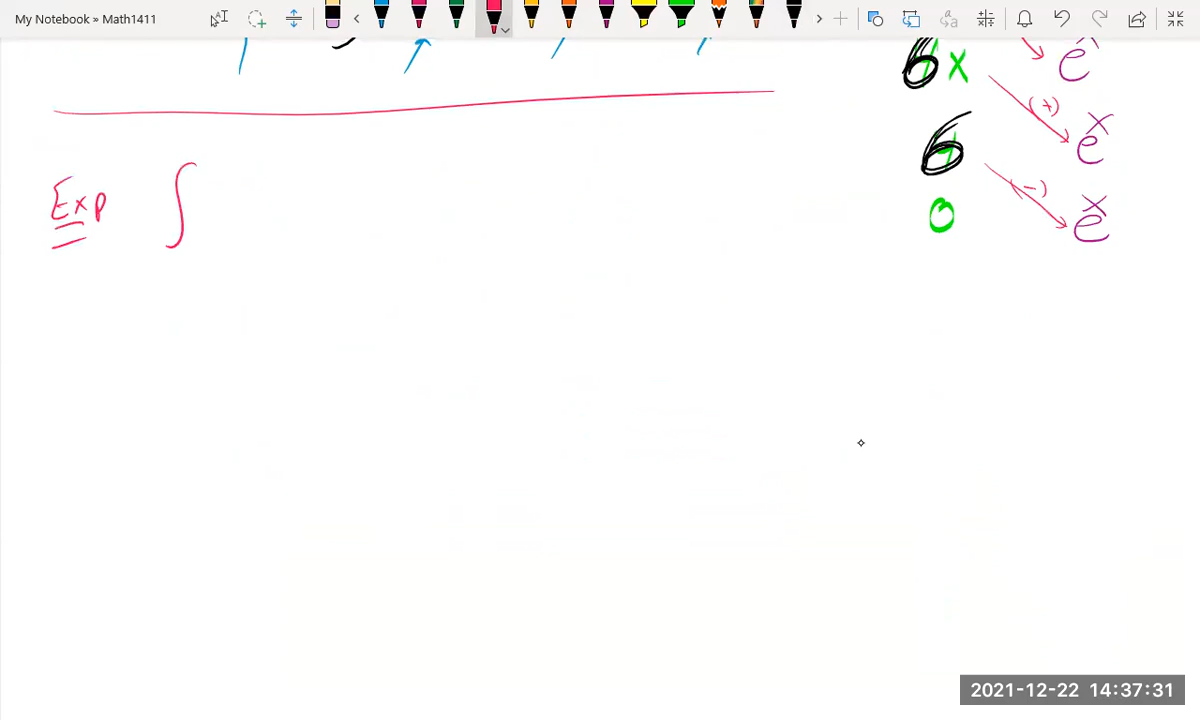 My Notebook » Math1411
6x
(+)
e^x
6
e^x
(-)
0
e^x
Exp ∫
2021-12-22 14:37:31